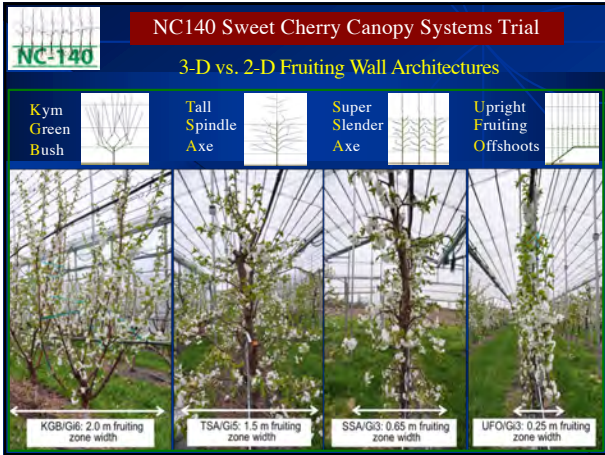 NC-140
NC140 Sweet Cherry Canopy Systems Trial
3-D vs. 2-D Fruiting Wall Architectures
Kym
Green
Bush
Tall
Spindle
Axe
Super
Slender
Axe
Upright
Fruiting
Offshoots
KGB/Gi6: 2.0 m fruiting
zone width
TSA/Gi5: 1.5 m fruiting
zone width
SSA/Gi3: 0.65 m fruiting
zone width
UFO/Gi3: 0.25 m fruiting
zone width